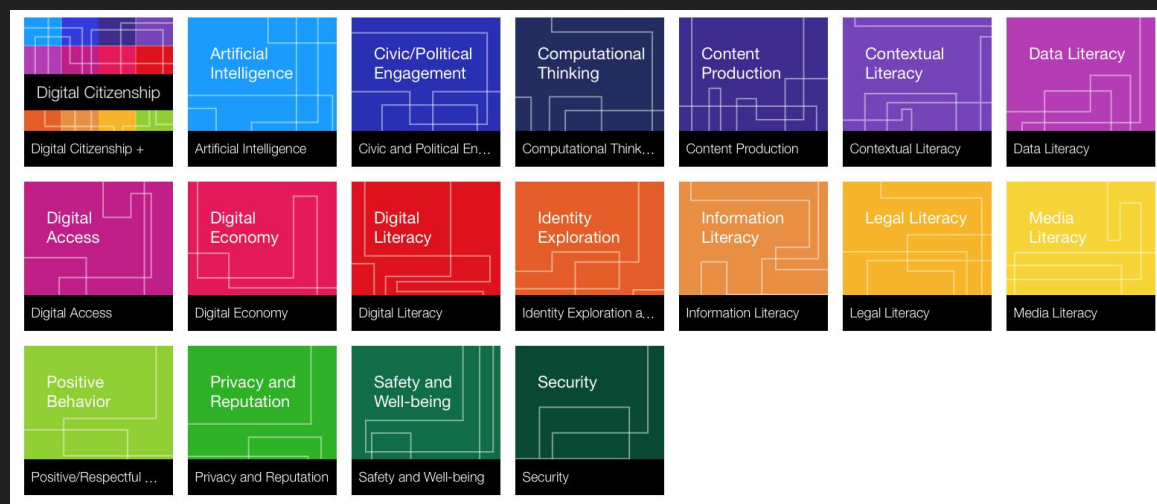 Digital Citizenship
Digital Citizenship +
Artificial
Intelligence
Artificial Intelligence
Civic/Political
Engagement
Civic and Political En...
Computational
Thinking
Computational Think...
Content
Production
Content Production
Contextual
Literacy
Contextual Literacy
Data Literacy
Data Literacy
Digital
Access
Digital Access
Digital
Economy
Digital Economy
Digital
Literacy
Digital Literacy
Identity
Exploration
Identity Exploration a...
Information
Literacy
Information Literacy
Legal Literacy
Legal Literacy
Media
Literacy
Media Literacy
Positive
Behavior
Positive/Respectful ...
Privacy and
Reputation
Privacy and Reputation
Safety and
Well-being
Safety and Well-being
Security
Security